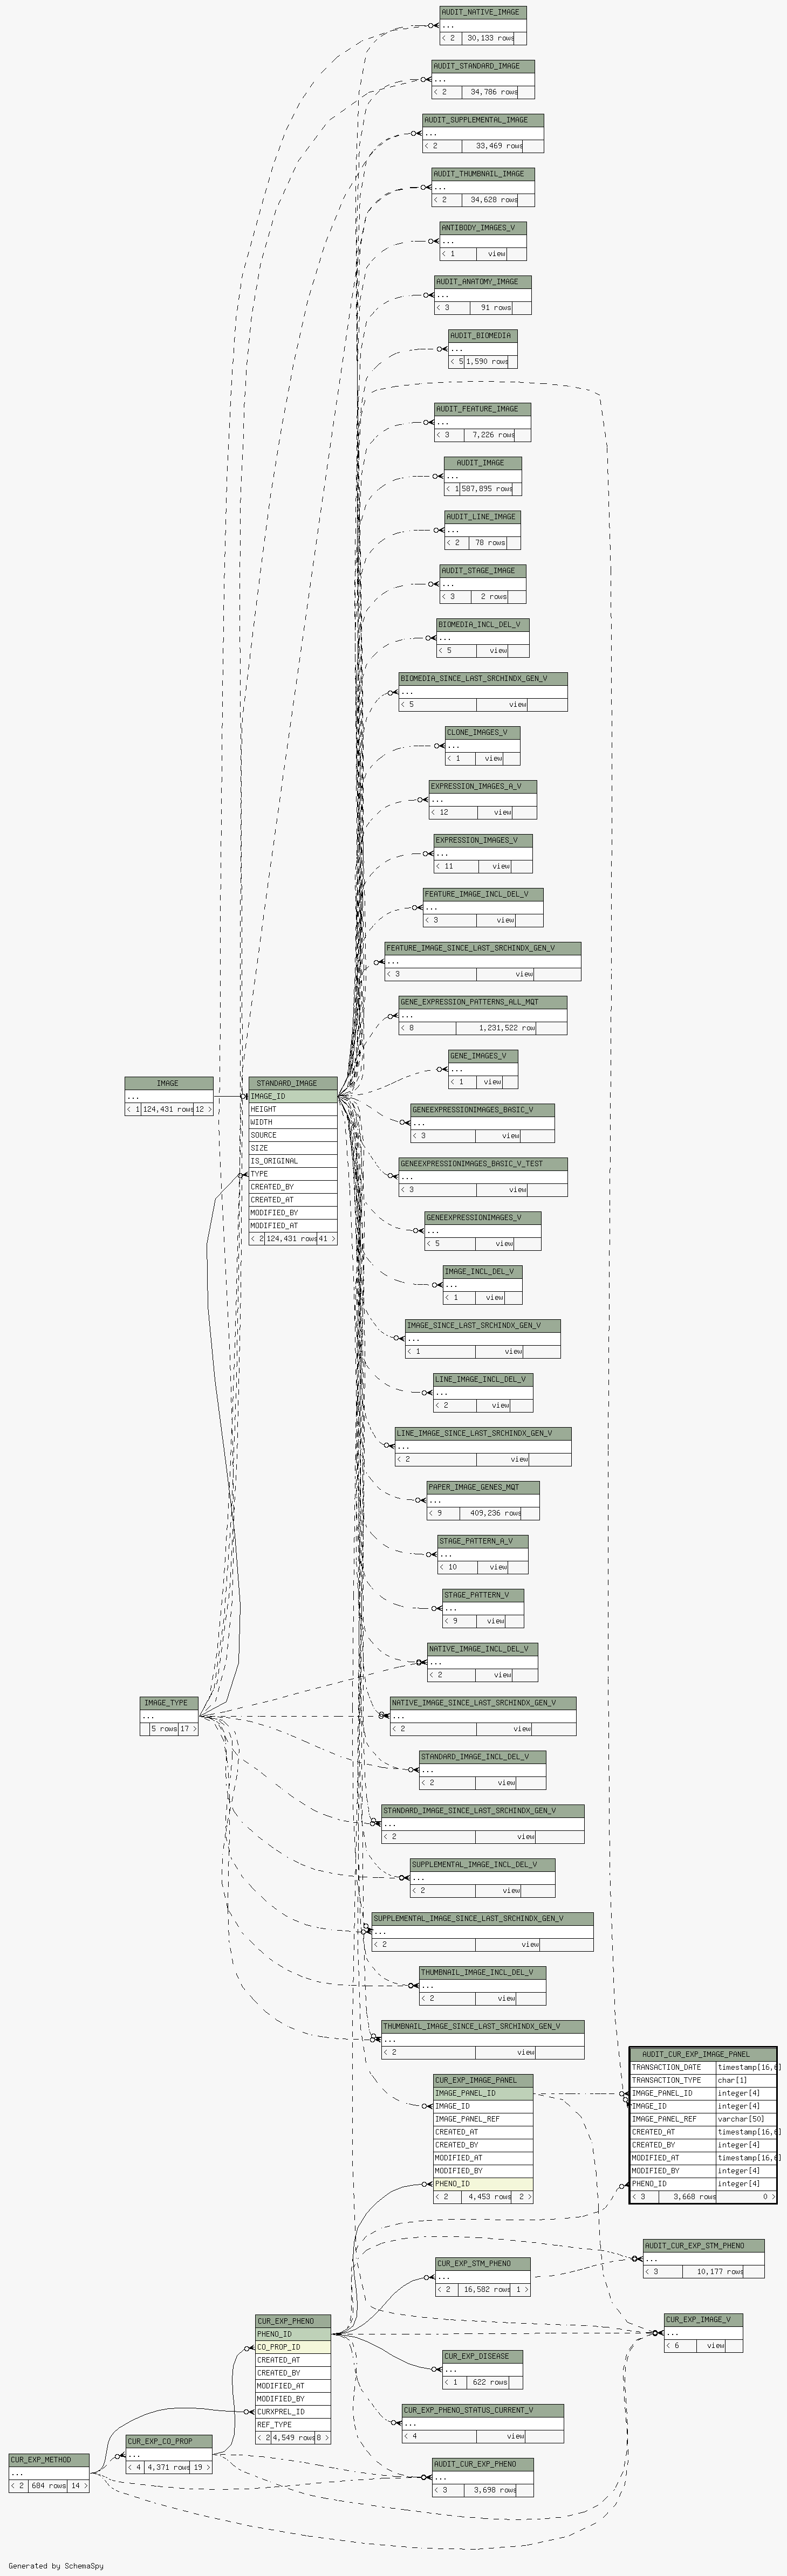 AUDIT_NATIVE_IMAGE
...
< 2 30,133 rows
AUDIT_STANDARD_IMAGE
...
< 2 34,786 rows
AUDIT_SUPPLEMENTAL_IMAGE
...
< 2 33,469 rows
AUDIT_THUMBNAIL_IMAGE
...
< 2 34,628 rows
ANTIBODY_IMAGES_V
...
< 1 view
AUDIT_ANATOMY_IMAGE
...
< 3 91 rows
AUDIT_BIOMEDIA
...
< 5 1,590 rows
AUDIT_FEATURE_IMAGE
...
< 3 7,226 rows
AUDIT_IMAGE
...
< 1 587,895 rows
AUDIT_LINE_IMAGE
...
< 2 78 rows
AUDIT_STAGE_IMAGE
...
< 3 2 rows
BIOMEDIA_INCL_DEL_V
...
< 5 view
BIOMEDIA_SINCE_LAST_SRCHINDX_GEN_V
...
< 5 view
CLONE_IMAGES_V
...
< 1 view
EXPRESSION_IMAGES_A_V
...
< 12 view
EXPRESSION_IMAGES_V
...
< 11 view
FEATURE_IMAGE_INCL_DEL_V
...
< 3 view
FEATURE_IMAGE_SINCE_LAST_SRCHINDX_GEN_V
...
< 3 view
GENE_EXPRESSION_PATTERNS_ALL_MQT
...
< 8 1,231,522 row
GENE_IMAGES_V
...
< 1 view
IMAGE
...
< 1 124,431 rows 12 >
STANDARD_IMAGE
IMAGE_ID
HEIGHT
WIDTH
SOURCE
SIZE
IS_ORIGINAL
TYPE
CREATED_BY
CREATED_AT
MODIFIED_BY
MODIFIED_AT
< 2 124,431 rows 41 >
GENEEXPRESSIONIMAGES_BASIC_V
...
< 3 view
GENEEXPRESSIONIMAGES_BASIC_V_TEST
...
< 3 view
GENEEXPRESSIONIMAGES_V
...
< 5 view
IMAGE_INCL_DEL_V
...
< 1 view
IMAGE_SINCE_LAST_SRCHINDX_GEN_V
...
< 1 view
LINE_IMAGE_INCL_DEL_V
...
< 2 view
LINE_IMAGE_SINCE_LAST_SRCHINDX_GEN_V
...
< 2 view
PAPER_IMAGE_GENES_MQT
...
< 9 409,236 rows
STAGE_PATTERN_A_V
...
< 10 view
STAGE_PATTERN_V
...
< 9 view
NATIVE_IMAGE_INCL_DEL_V
...
< 2 view
IMAGE_TYPE
...
5 rows 17 >
NATIVE_IMAGE_SINCE_LAST_SRCHINDX_GEN_V
...
< 2 view
STANDARD_IMAGE_INCL_DEL_V
...
< 2 view
STANDARD_IMAGE_SINCE_LAST_SRCHINDX_GEN_V
...
< 2 view
SUPPLEMENTAL_IMAGE_INCL_DEL_V
...
< 2 view
SUPPLEMENTAL_IMAGE_SINCE_LAST_SRCHINDX_GEN_V
...
< 2 view
THUMBNAIL_IMAGE_INCL_DEL_V
...
< 2 view
THUMBNAIL_IMAGE_SINCE_LAST_SRCHINDX_GEN_V
...
< 2 view
AUDIT_CUR_EXP_IMAGE_PANEL
TRANSACTION_DATE timestamp[16,6]
TRANSACTION_TYPE char[1]
IMAGE_PANEL_ID integer[4]
IMAGE_ID integer[4]
IMAGE_PANEL_REF varchar[50]
CREATED_AT timestamp[16,6]
CREATED_BY integer[4]
MODIFIED_AT timestamp[16,6]
MODIFIED_BY integer[4]
PHENO_ID integer[4]
< 3 3,668 rows 0 >
CUR_EXP_IMAGE_PANEL
IMAGE_PANEL_ID
IMAGE_ID
IMAGE_PANEL_REF
CREATED_AT
CREATED_BY
MODIFIED_AT
MODIFIED_BY
PHENO_ID
< 2 4,453 rows 2 >
AUDIT_CUR_EXP_STM_PHENO
...
< 3 10,177 rows
CUR_EXP_STM_PHENO
...
< 2 16,582 rows 1 >
CUR_EXP_IMAGE_V
...
< 6 view
CUR_EXP_PHENO
PHENO_ID
CO_PROP_ID
CREATED_AT
CREATED_BY
MODIFIED_AT
MODIFIED_BY
CURXPREL_ID
REF_TYPE
< 2 4,549 rows 8 >
CUR_EXP_DISEASE
...
< 1 622 rows
CUR_EXP_PHENO_STATUS_CURRENT_V
...
< 4 view
CUR_EXP_CO_PROP
...
< 4 4,371 rows 19 >
CUR_EXP_METHOD
...
< 2 684 rows 14 >
AUDIT_CUR_EXP_PHENO
...
< 3 3,698 rows
Generated by SchemaSpy